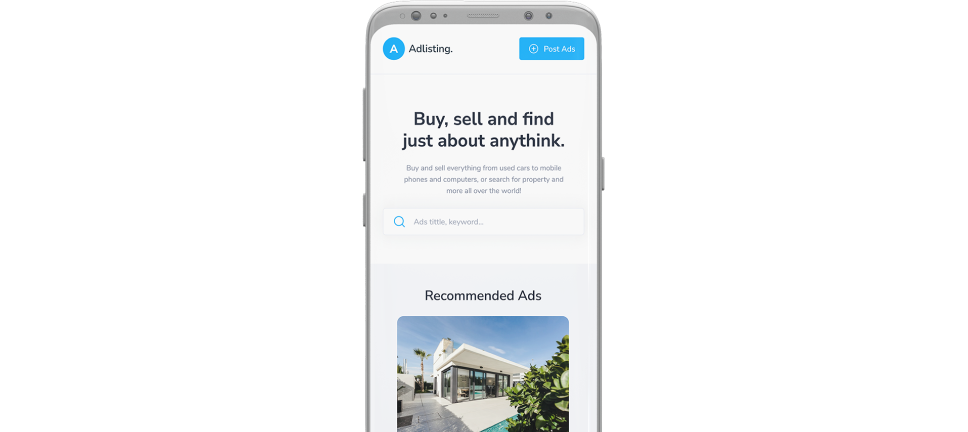 A Adlisting.
Post Ads
Buy, sell and find
just about anythink.
Buy and sell everything from used cars to mobile
phones and computers, or search for property and
more all over the world!
Ads tittle, keyword...
Recommended Ads